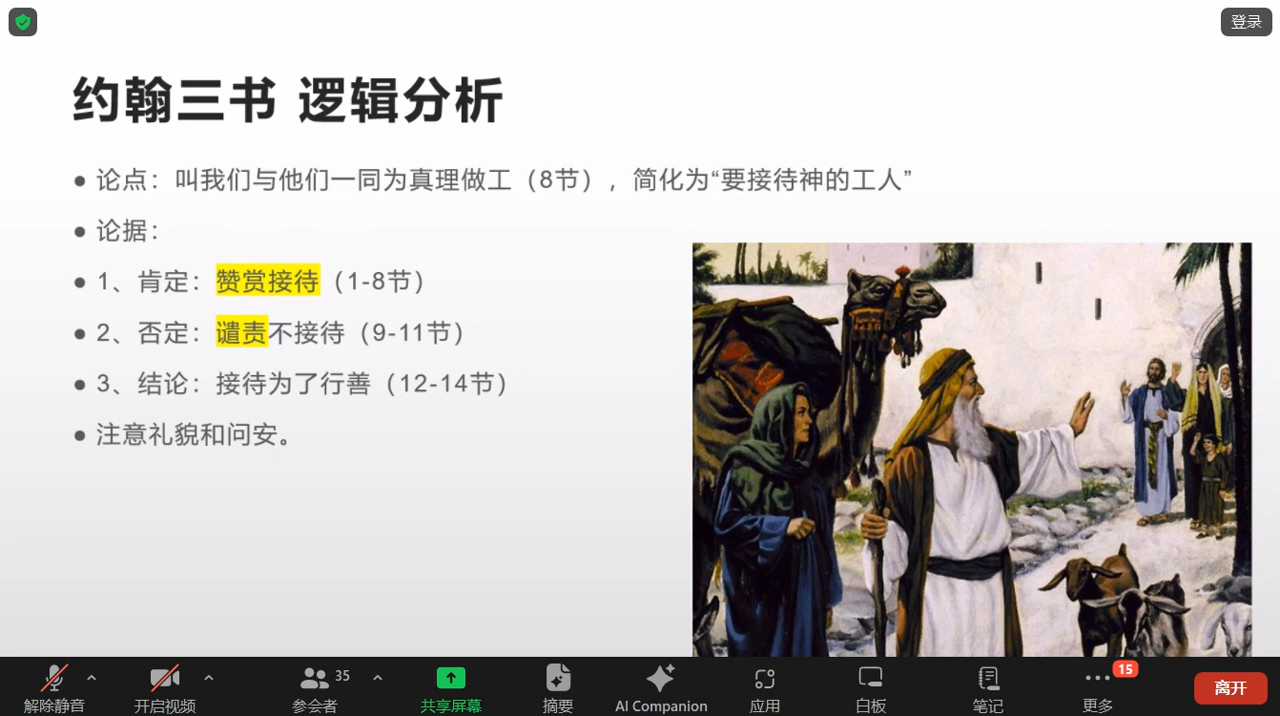 登录
约翰三书 逻辑分析
● 论点：叫我们与他们一同为真理做工（8节），简化为“要接待神的工人”
● 论据：
● 1、肯定：赞赏接待（1-8节）
● 2、否定：谴责不接待（9-11节）
● 3、结论：接待为了行善（12-14节）
● 注意礼貌和问安。
解除静音
开启视频
35
参会者
共享屏幕
摘要
AI Companion
应用
白板
笔记
15
更多
离开